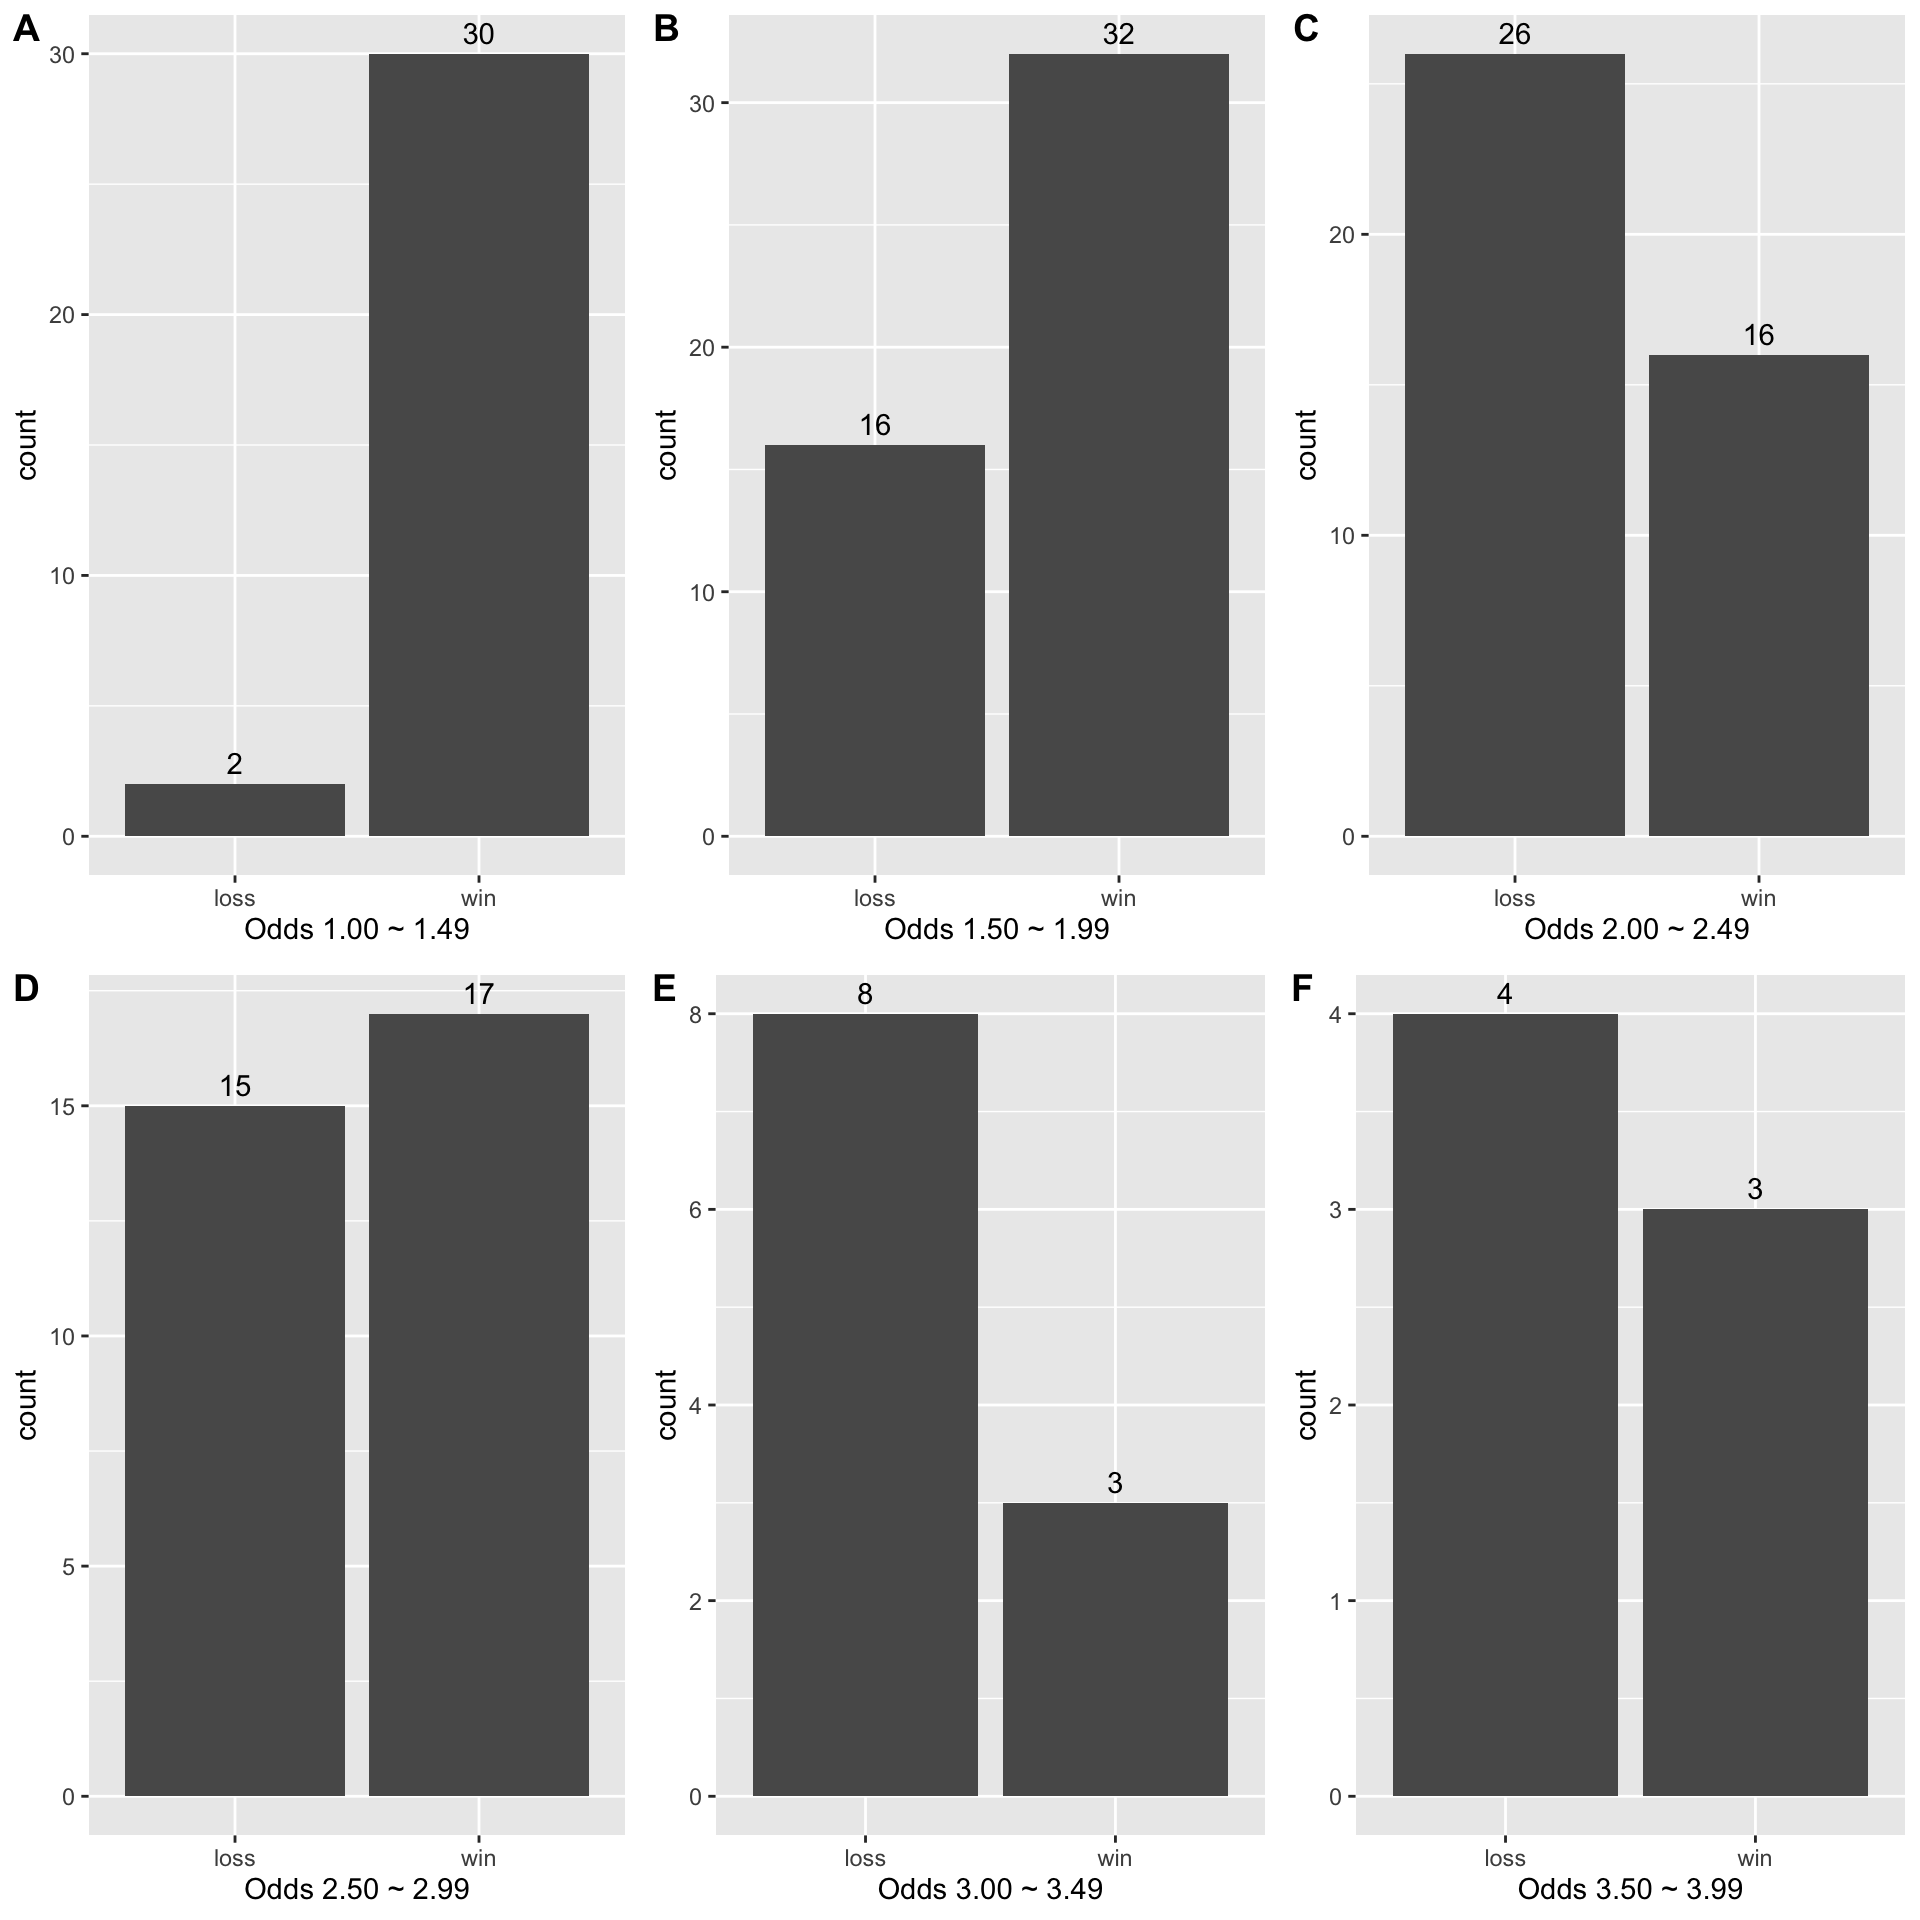 A
30
30
2
20
10
0
count
loss win
Odds 1.00 ~ 1.49
B
32
16
30
20
10
0
count
loss win
Odds 1.50 ~ 1.99
C
26
16
20
10
0
count
loss win
Odds 2.00 ~ 2.49
D
17
15
15
10
5
0
count
loss win
Odds 2.50 ~ 2.99
E
8
3
8
6
4
2
0
count
loss win
Odds 3.00 ~ 3.49
F
4
3
4
3
2
1
0
count
loss win
Odds 3.50 ~ 3.99